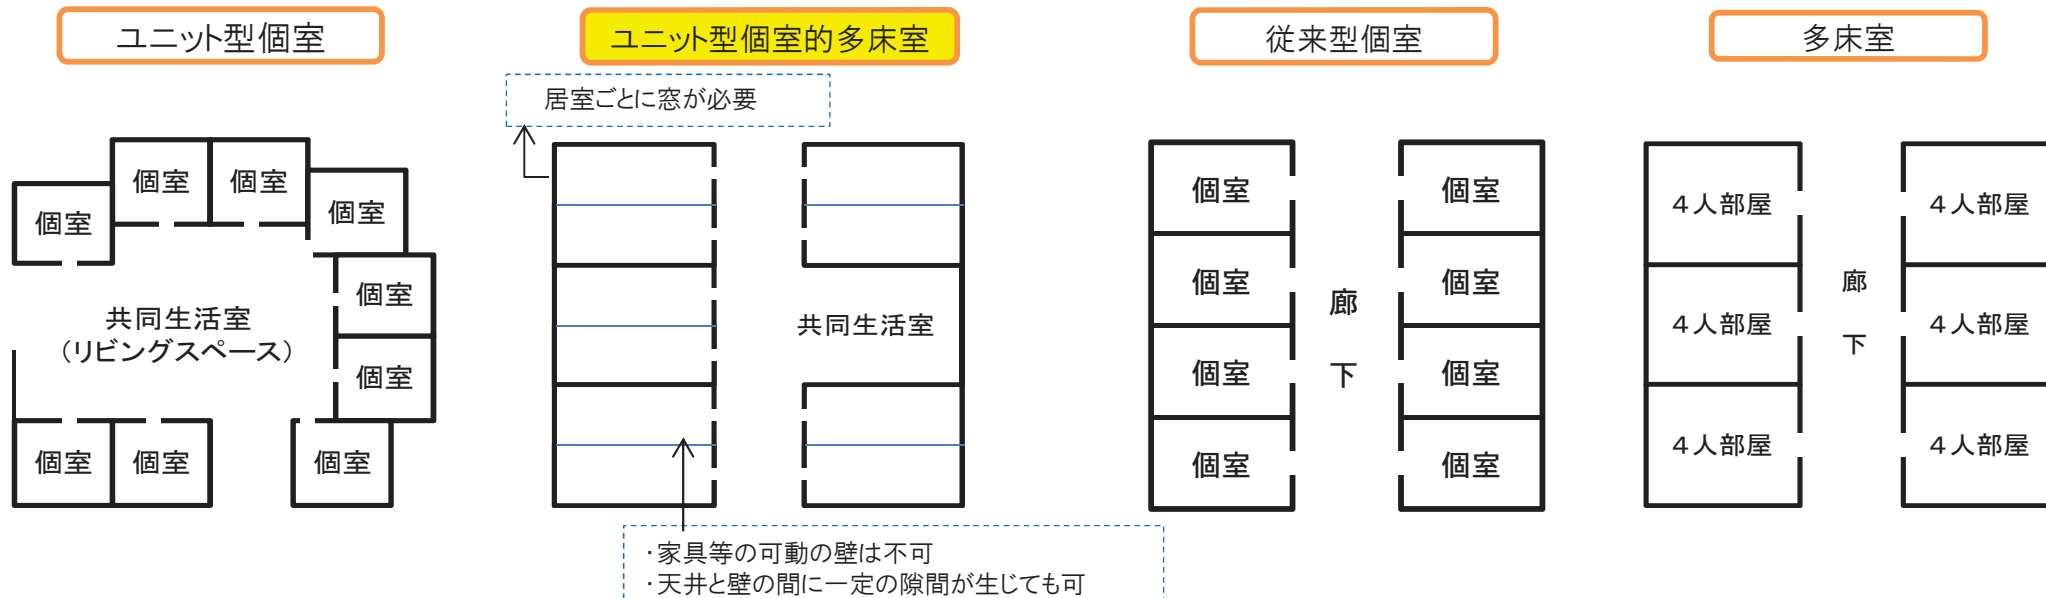 ユニット型個室
ユニット型個室的多床室
従来型個室
多床室
居室ごとに窓が必要
個室
個室
個室
個室
個室
個室
個室
個室
個室
共同生活室
（リビングスペース）
共同生活室
・家具等の可動の壁は不可
・天井と壁の間に一定の隙間が生じても可
個室
個室
個室
個室
廊
下
個室
個室
個室
個室
４人部屋
４人部屋
４人部屋
廊
下
４人部屋
４人部屋
４人部屋